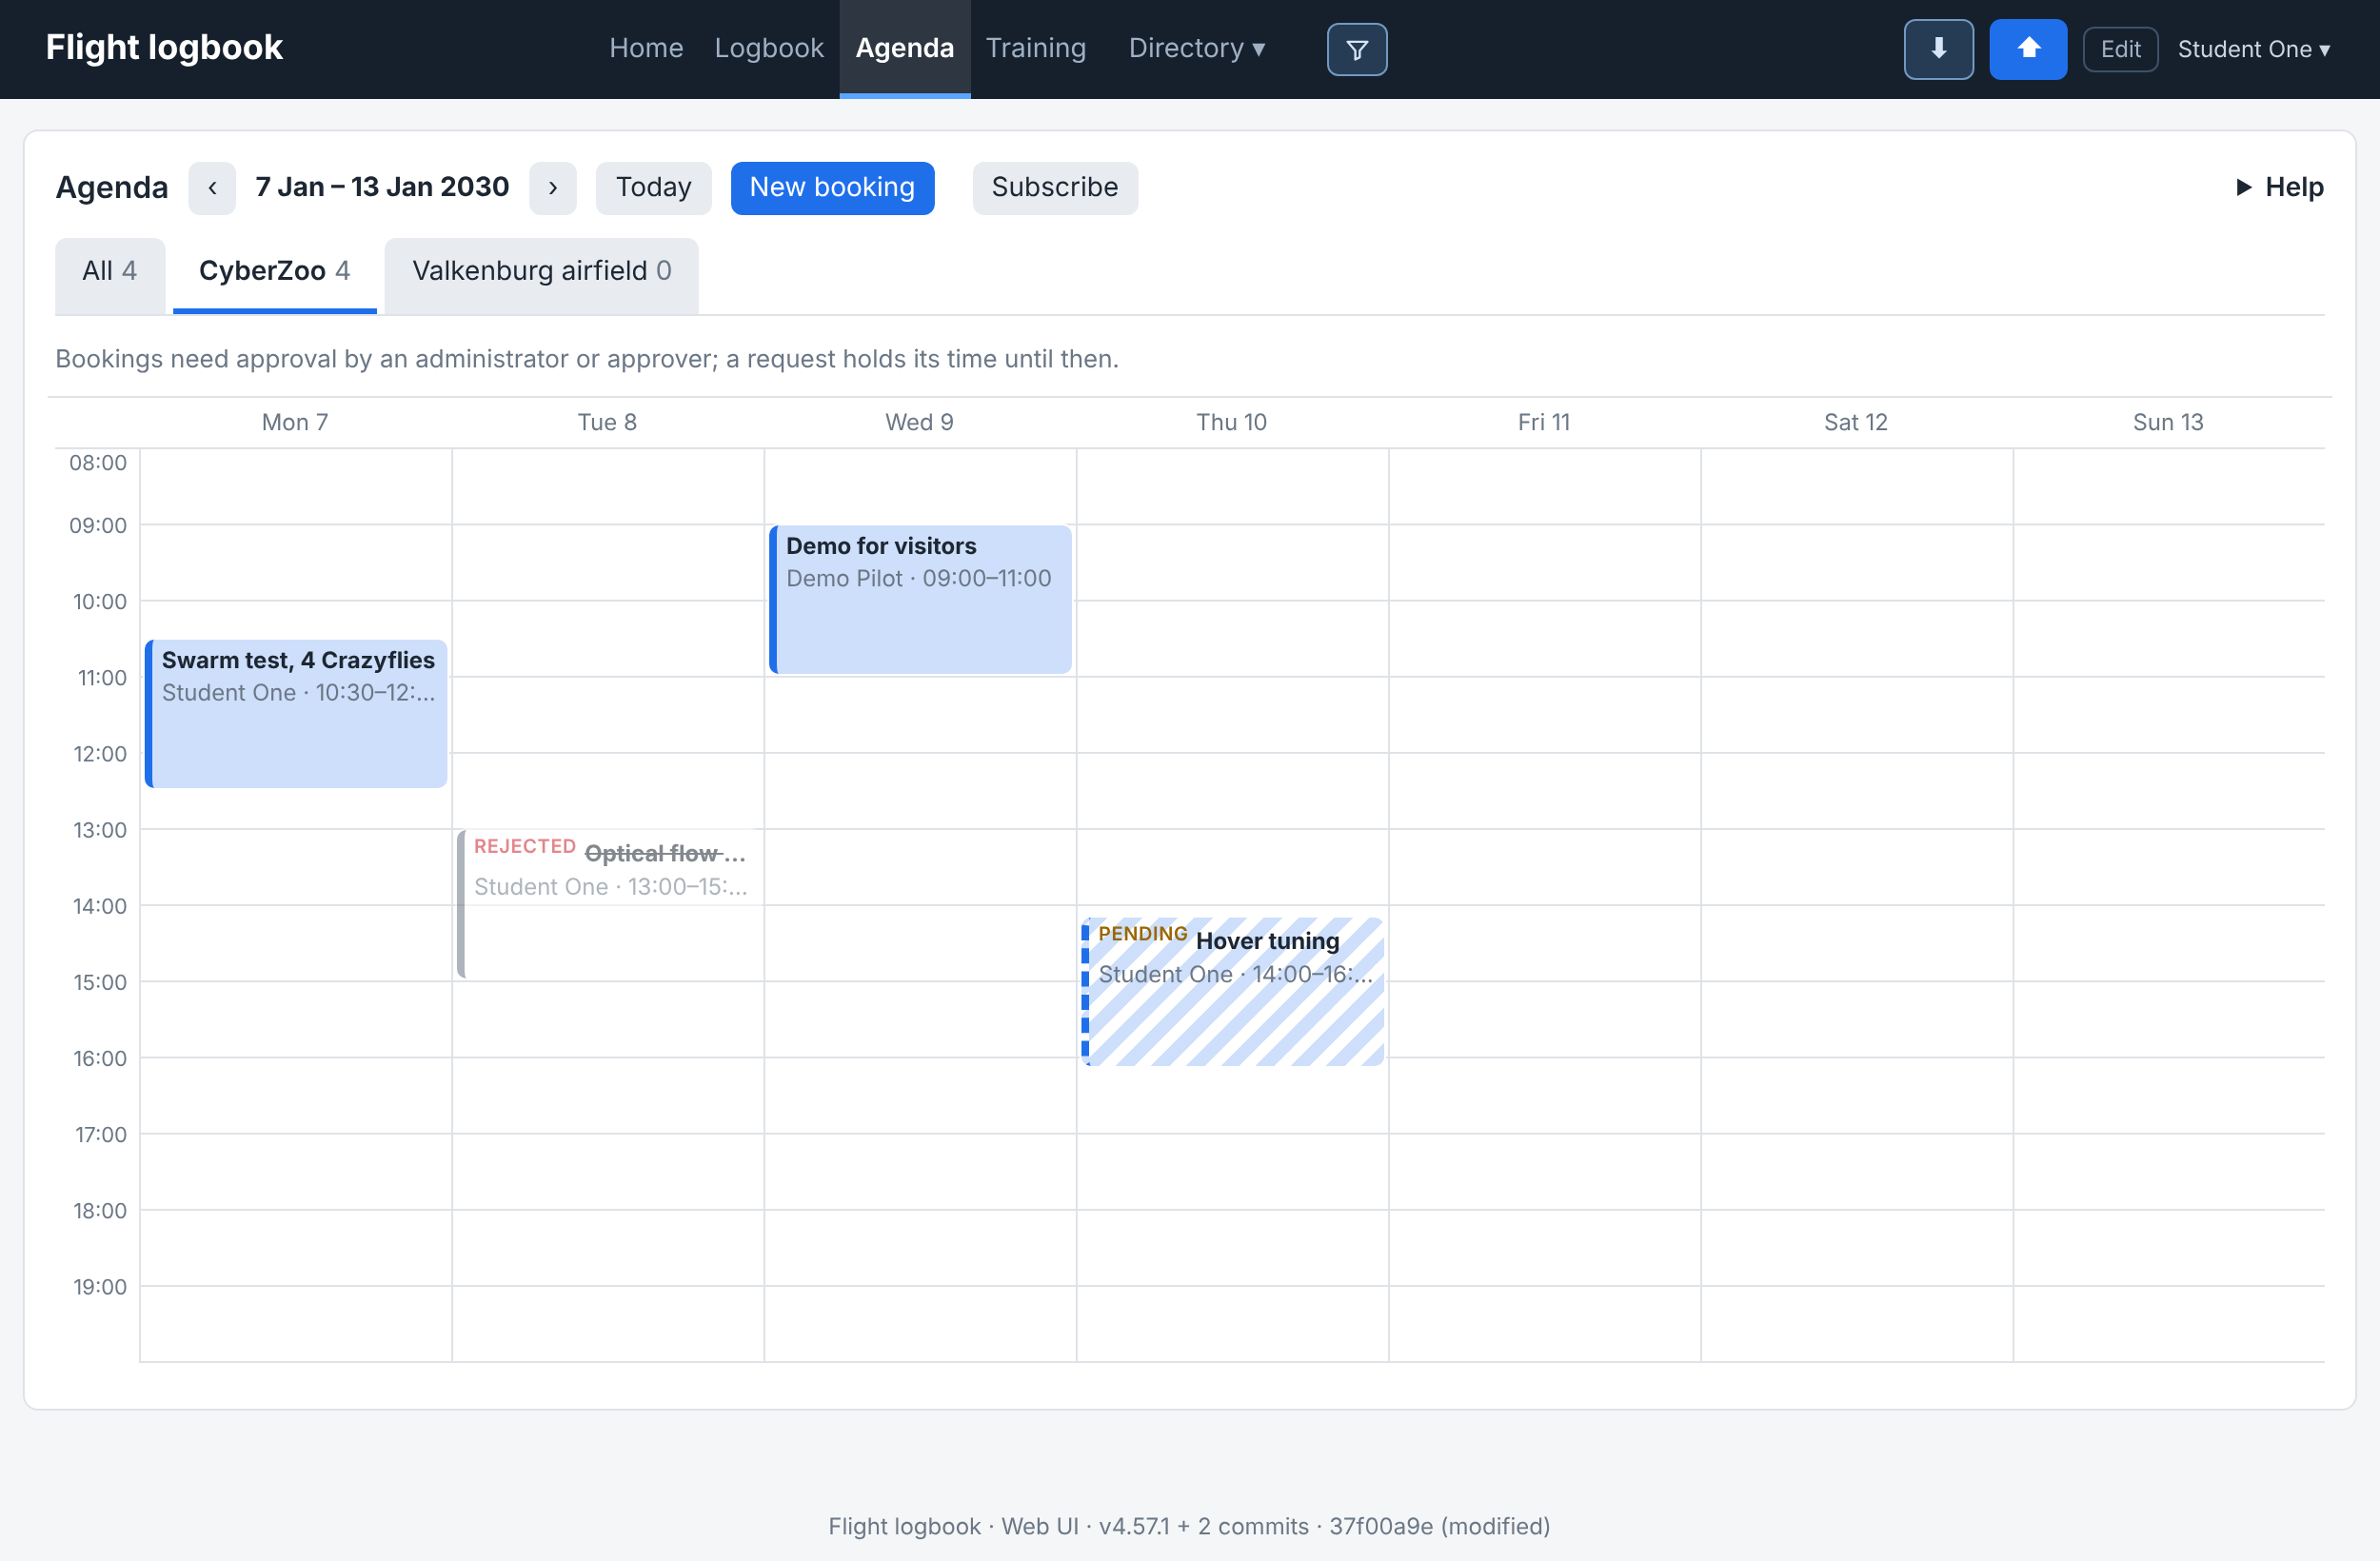 Flight logbook
Home Logbook Agenda Training Directory ▾
Edit Student One ▾
Agenda ‹ 7 Jan – 13 Jan 2030 › Today New booking Subscribe ▶ Help
All 4 CyberZoo 4 Valkenburg airfield 0
Bookings need approval by an administrator or approver; a request holds its time until then.
Mon 7 Tue 8 Wed 9 Thu 10 Fri 11 Sat 12 Sun 13
08:00
09:00
Demo for visitors
Demo Pilot · 09:00–11:00
10:00
Swarm test, 4 Crazyflies
11:00
Student One · 10:30–12:...
12:00
13:00
REJECTED Optical flow ...
Student One · 13:00–15:...
14:00
PENDING Hover tuning
Student One · 14:00–16:...
15:00
16:00
17:00
18:00
19:00
Flight logbook · Web UI · v4.57.1 + 2 commits · 37f00a9e (modified)